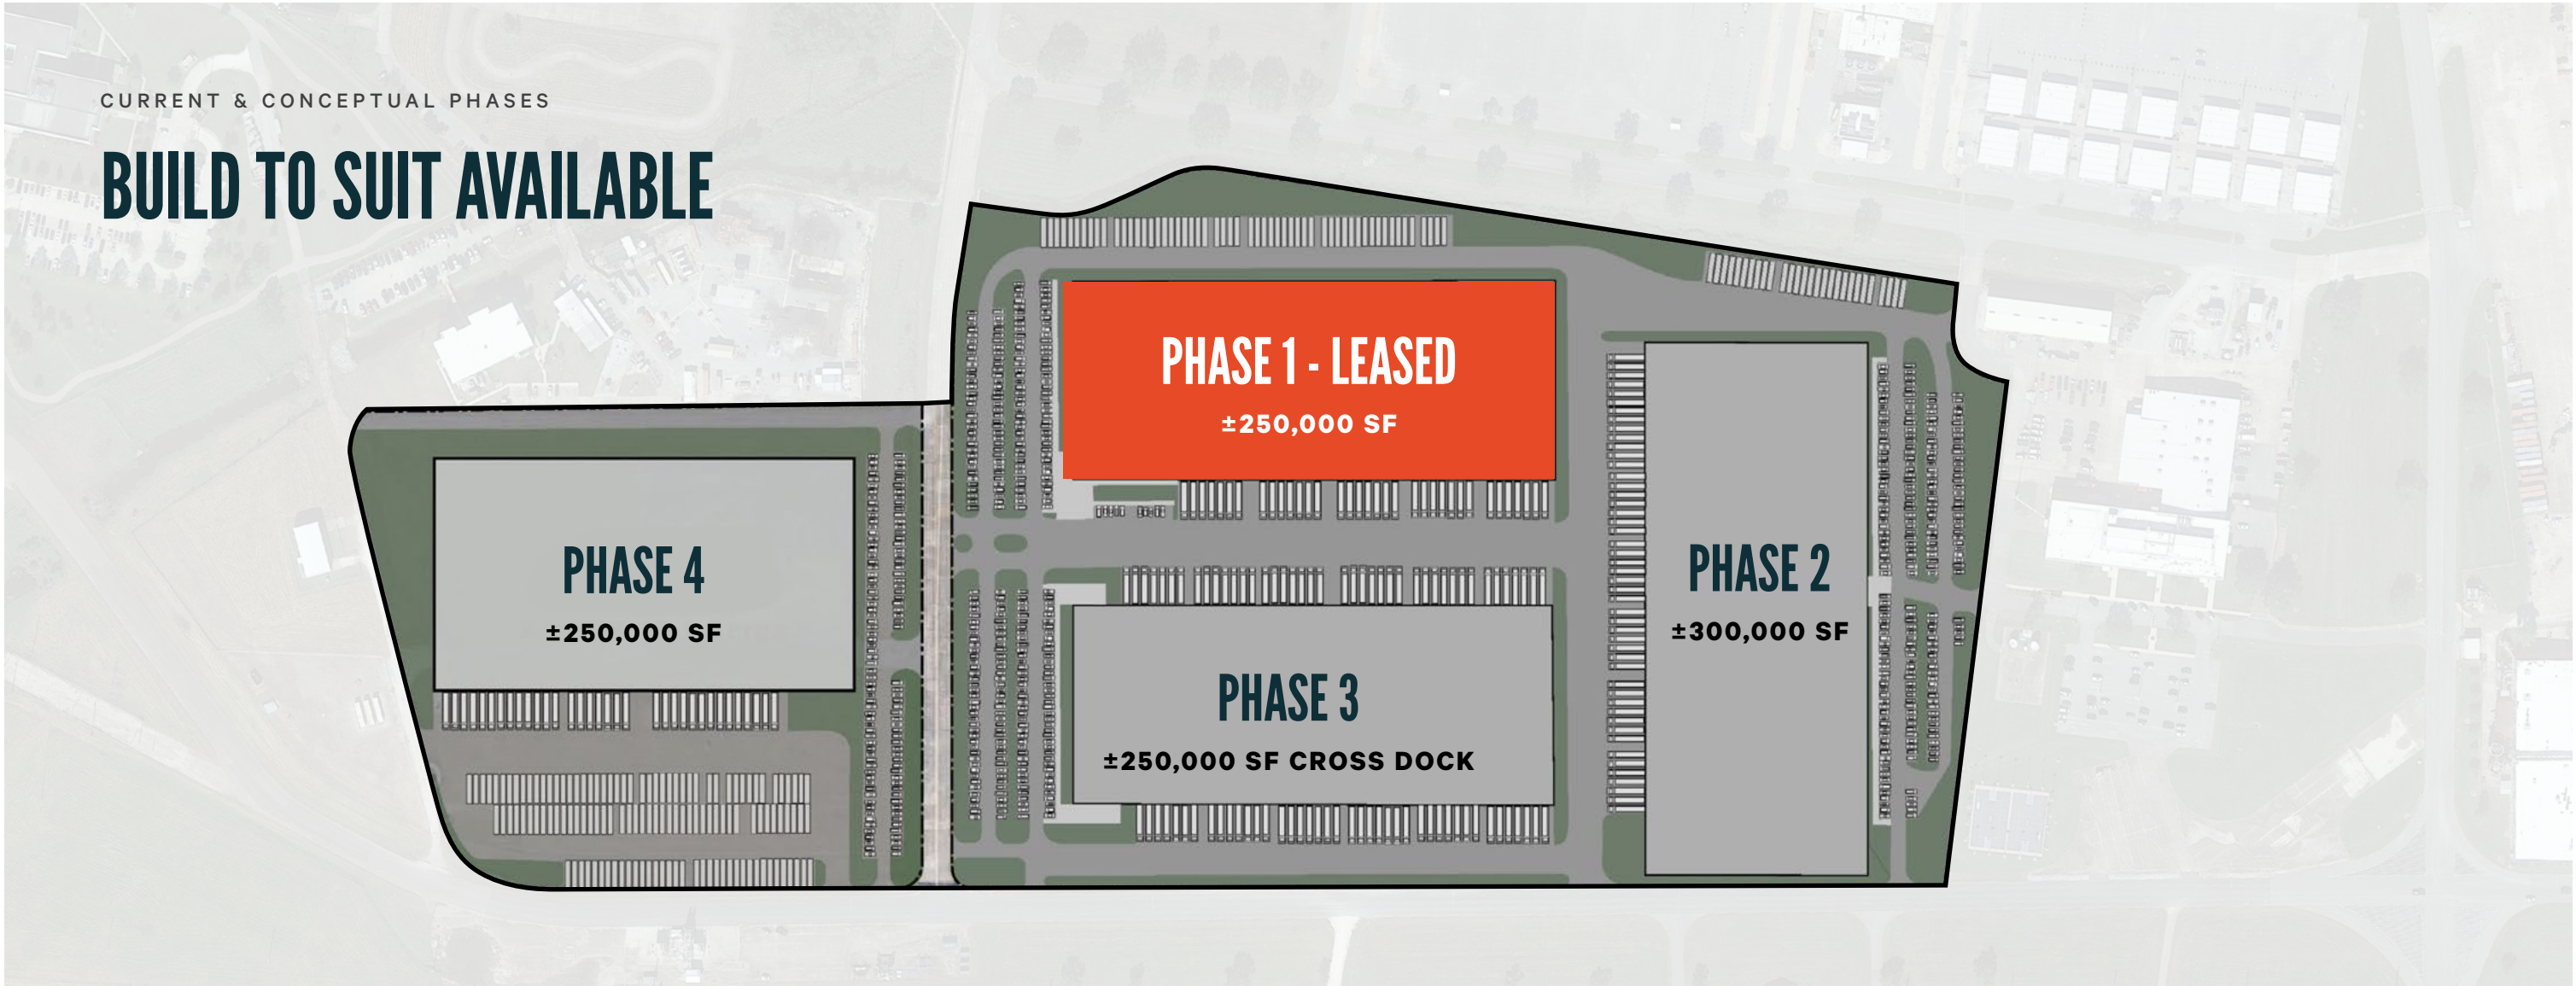 CURRENT & CONCEPTUAL PHASES
BUILD TO SUIT AVAILABLE
PHASE 1 - LEASED
±250,000 SF
PHASE 4
±250,000 SF
PHASE 2
±300,000 SF
PHASE 3
±250,000 SF CROSS DOCK